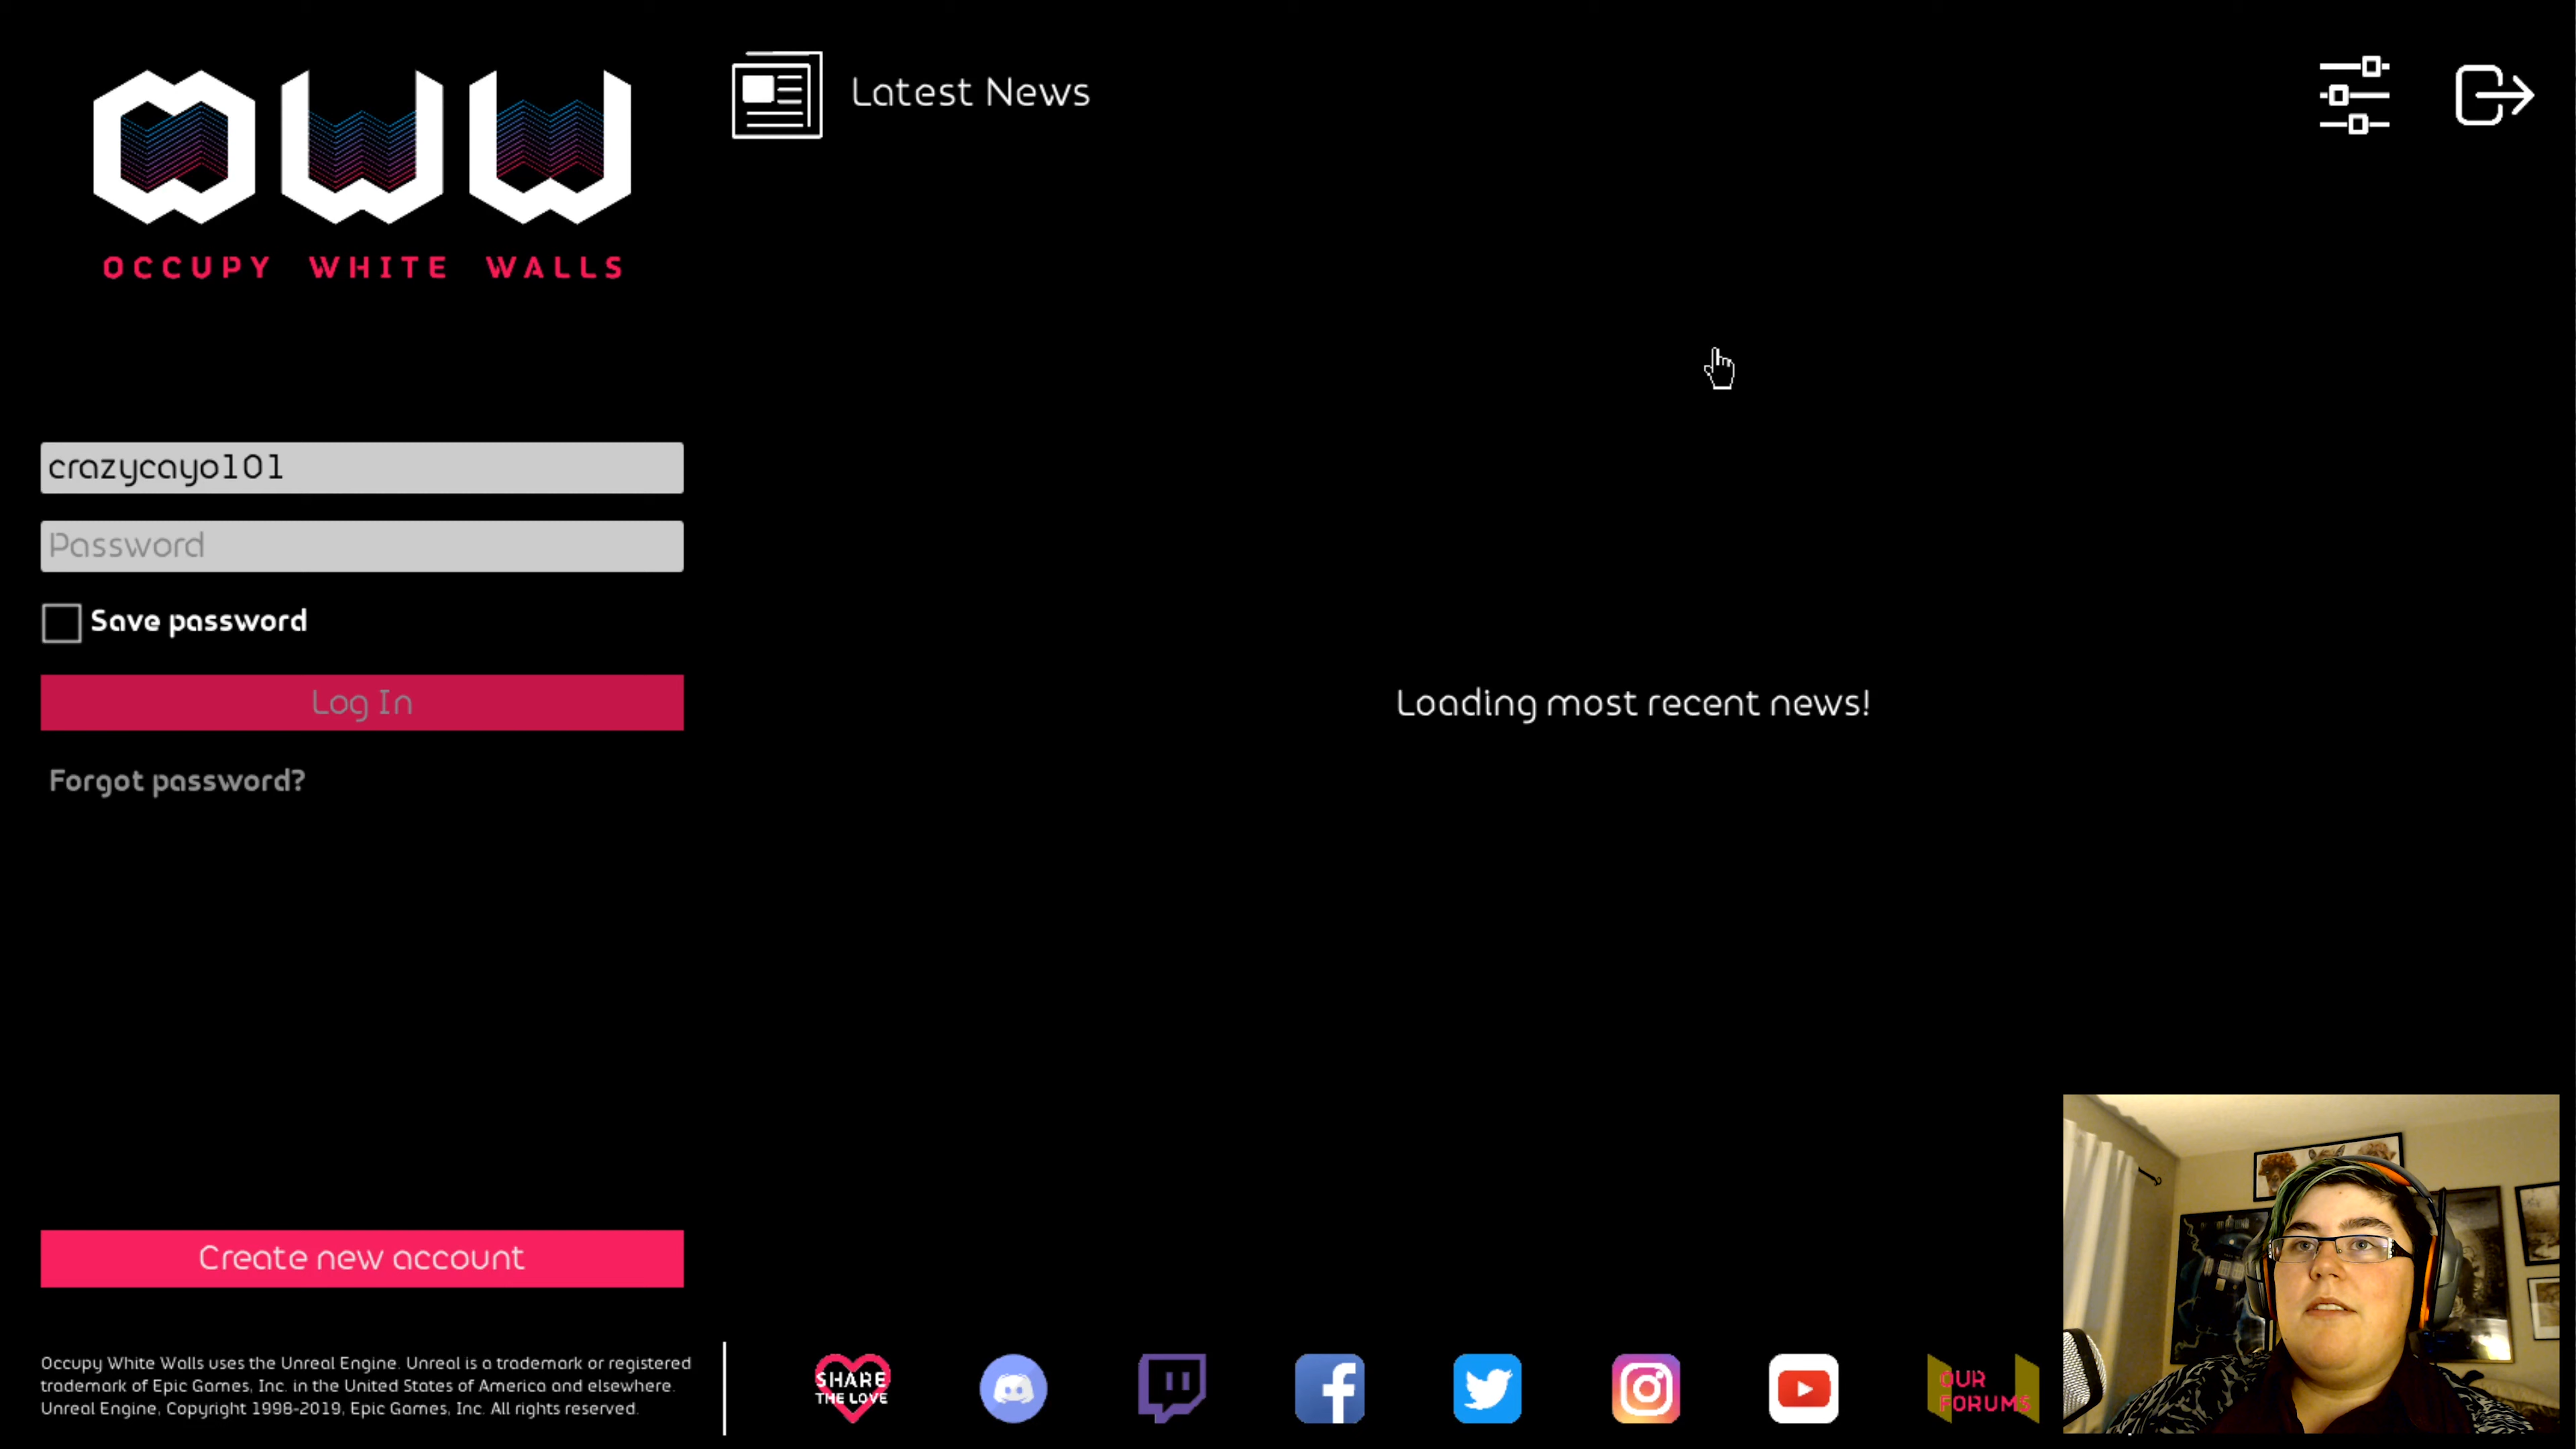 OWW
OCCUPY WHITE WALLS
Latest News
crazycayo101
Password
Save password
Log In
Forgot password?
Loading most recent news!
Create new account
Occupy White Walls uses the Unreal Engine. Unreal is a trademark or registered
trademark of Epic Games, Inc. in the United States of America and elsewhere.
Unreal Engine, Copyright 1998-2019, Epic Games, Inc. All rights reserved.
SHARE
THE LOVE
OUR
FORUMS